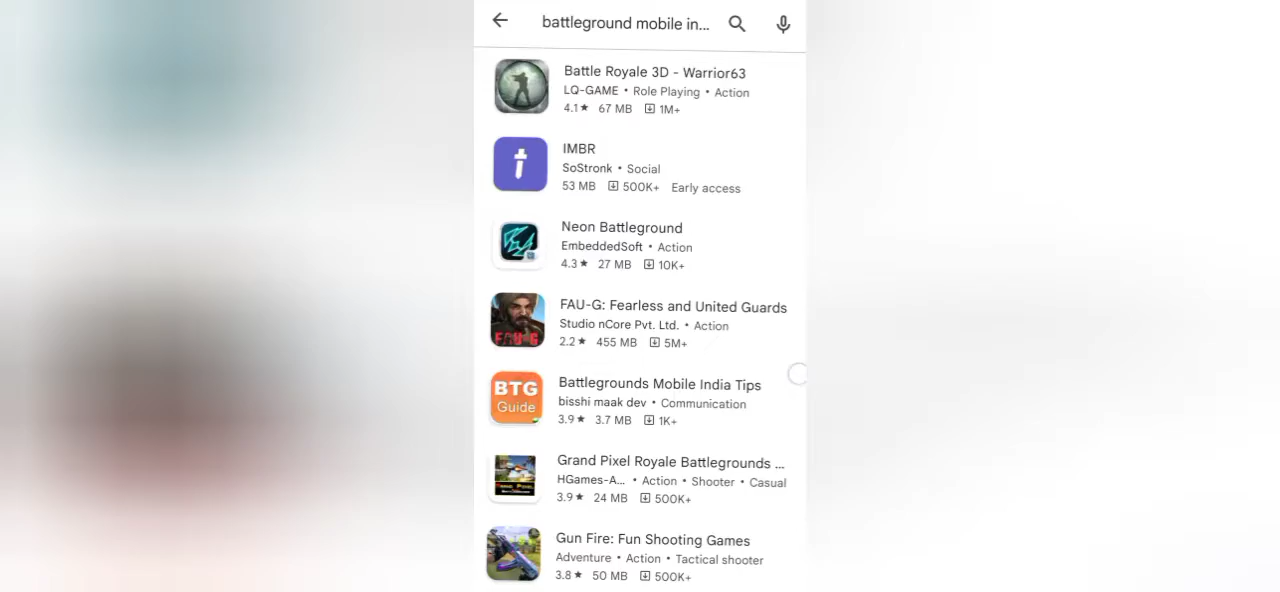 battleground mobile in...
Battle Royale 3D - Warrior63
LQ-GAME • Role Playing • Action
4.1★ 67 MB 1M+
IMBR
SoStronk • Social
53 MB 500K+ Early access
Neon Battleground
EmbeddedSoft • Action
4.3★ 27 MB 10K+
FAU-G: Fearless and United Guards
Studio nCore Pvt. Ltd. • Action
2.2★ 455 MB 5M+
FAU-G
Battlegrounds Mobile India Tips
bisshi maak dev • Communication
3.9★ 3.7 MB 1K+
BTG
Guide
Grand Pixel Royale Battlegrounds ...
HGames-A... • Action • Shooter • Casual
3.9★ 24 MB 500K+
Gun Fire: Fun Shooting Games
Adventure • Action • Tactical shooter
3.8★ 50 MB 500K+